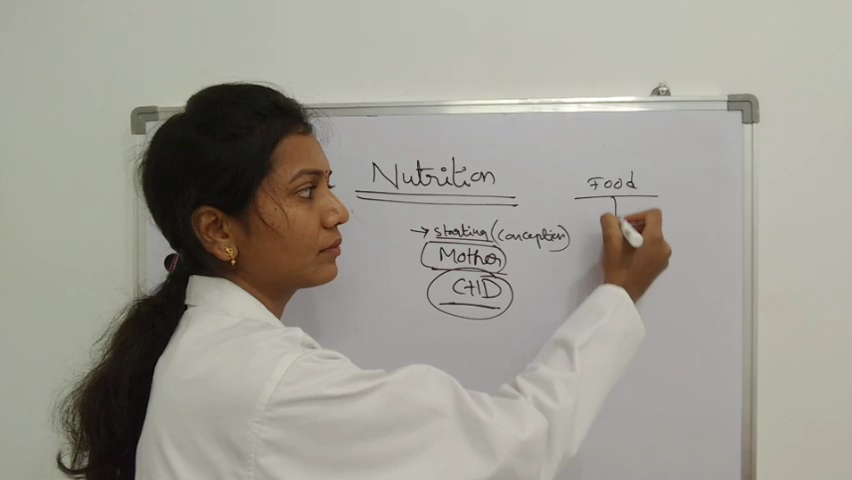 Nutrition
Food
→ starting (conception)
Mother
CHD